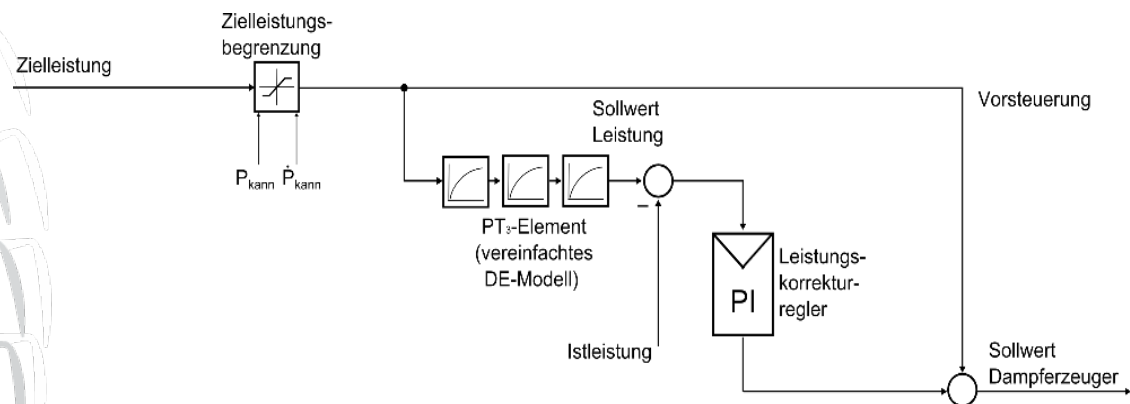 Zielleistungs-
begrenzung
Zielleistung
Vorsteuerung
Sollwert
Leistung
P_kann Ṗ_kann
–
PT₃-Element
(vereinfachtes
DE-Modell)
Leistungs-
korrektur-
regler
PI
Istleistung
Sollwert
Dampferzeuger